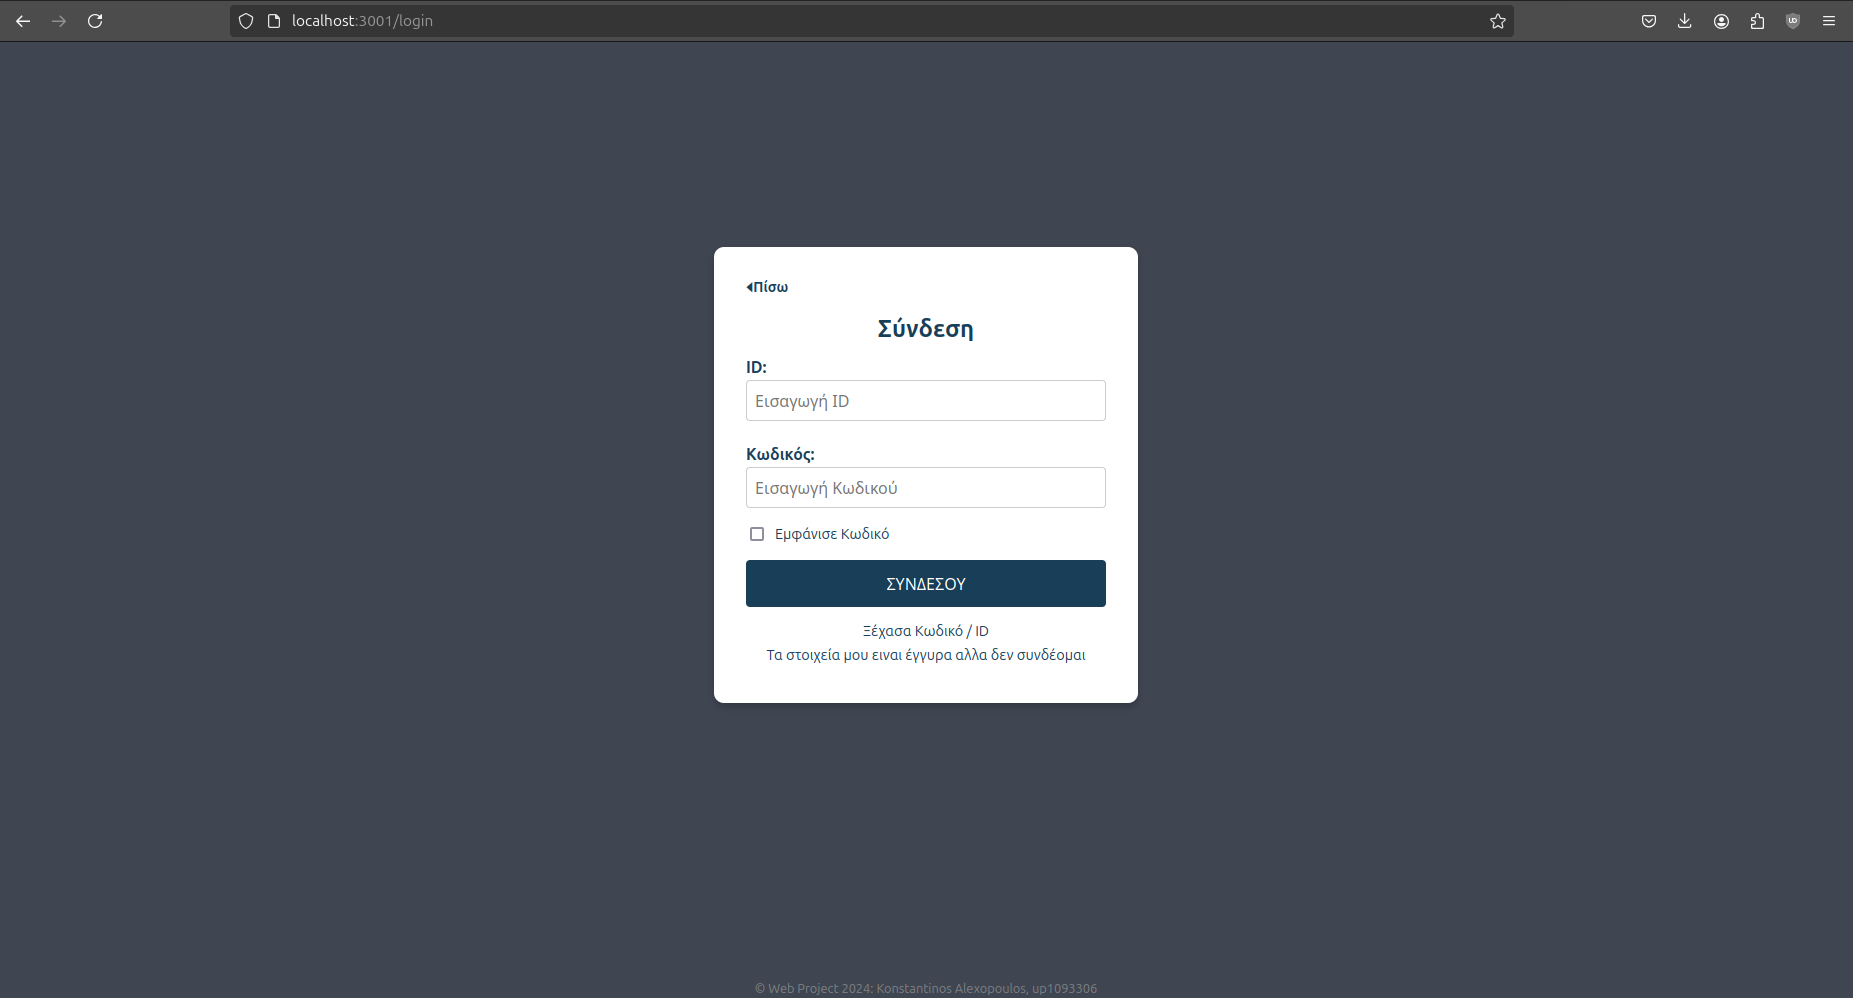 localhost:3001/login
Πίσω
Σύνδεση
ID:
Εισαγωγή ID
Κωδικός:
Εισαγωγή Κωδικού
Εμφάνισε Κωδικό
ΣΥΝΔΕΣΟΥ
Ξέχασα Κωδικό / ID
Τα στοιχεία μου ειναι έγγυρα αλλα δεν συνδέομαι
© Web Project 2024: Konstantinos Alexopoulos, up1093306